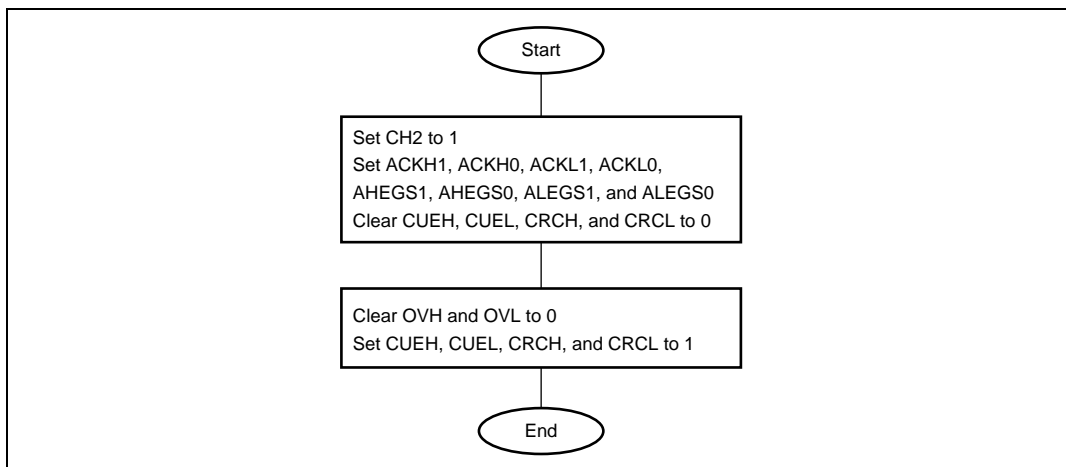 Start
Set CH2 to 1
Set ACKH1, ACKH0, ACKL1, ACKL0,
AHEGS1, AHEGS0, ALEGS1, and ALEGS0
Clear CUEH, CUEL, CRCH, and CRCL to 0
Clear OVH and OVL to 0
Set CUEH, CUEL, CRCH, and CRCL to 1
End